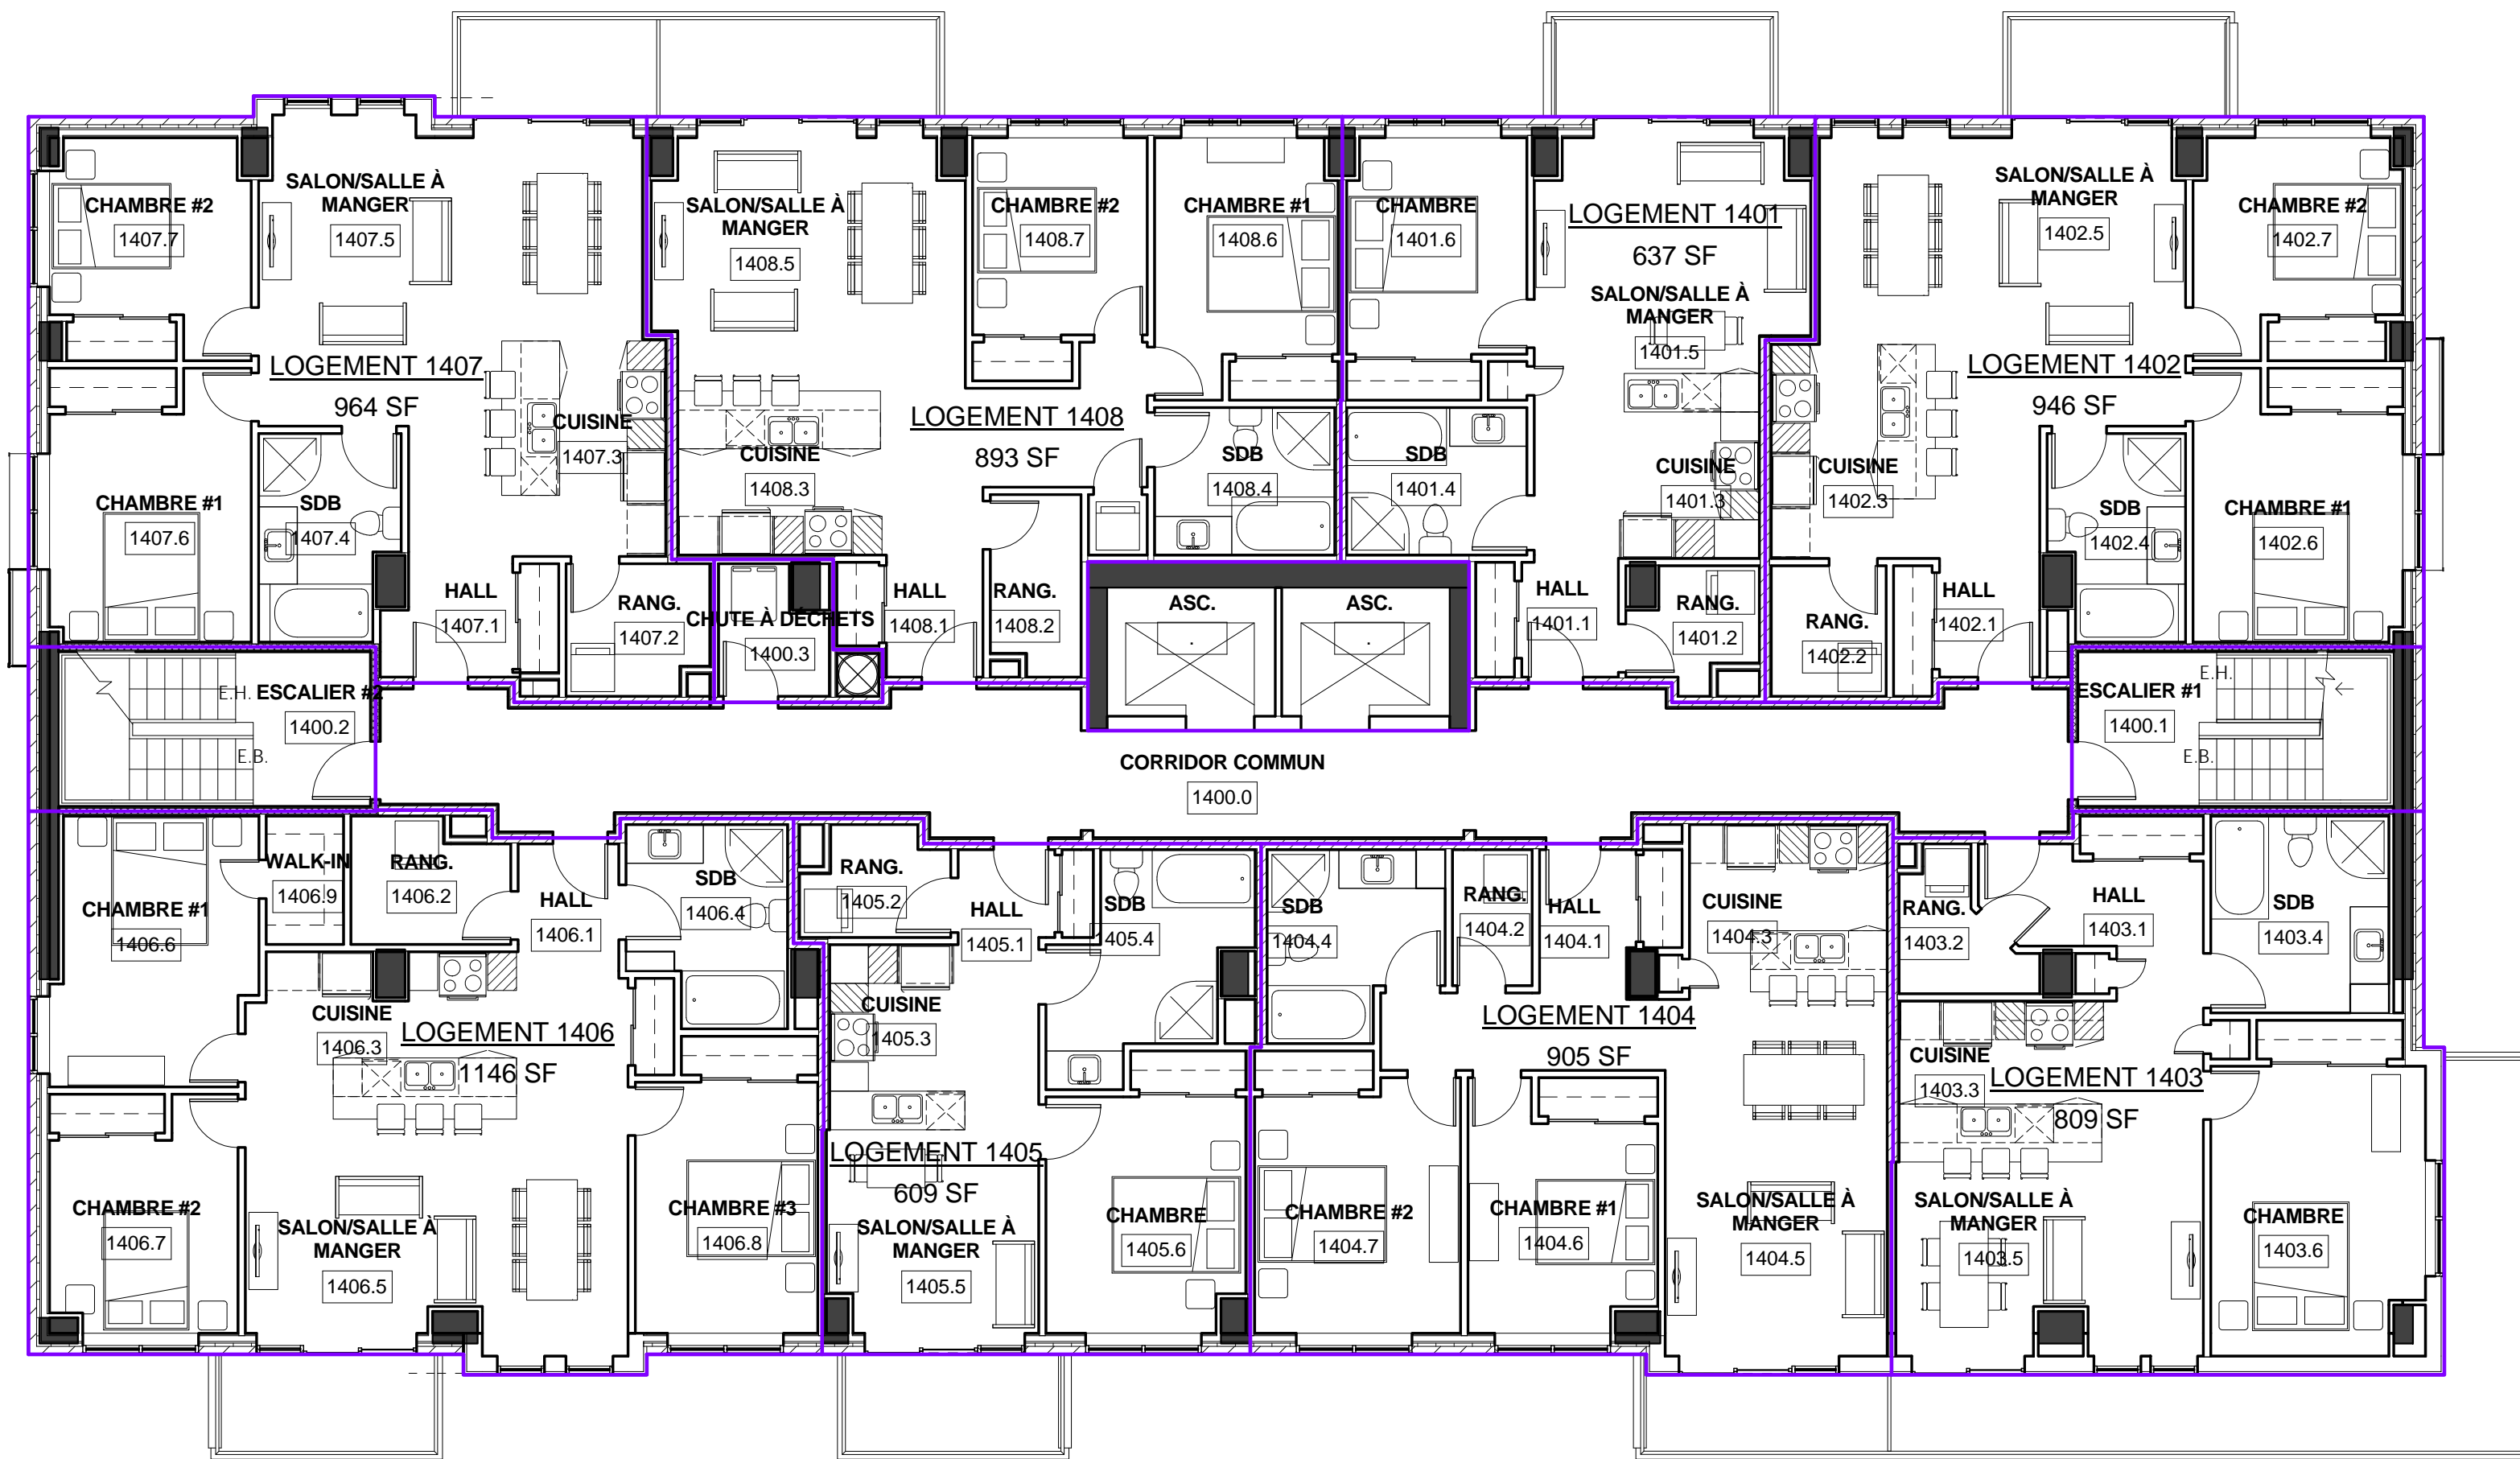 SALON/SALLE À
MANGER
1407.5
CHAMBRE #2
1407.7
LOGEMENT 1407
964 SF
CUISINE
1407.3
CHAMBRE #1
1407.6
SDB
1407.4
HALL
1407.1
RANG.
1407.2
SALON/SALLE À
MANGER
1408.5
CHAMBRE #2
1408.7
CHAMBRE #1
1408.6
LOGEMENT 1408
893 SF
CUISINE
1408.3
SDB
1408.4
HALL
1408.1
RANG.
1408.2
CHUTE À DÉCHETS
1400.3
CHAMBRE
1401.6
LOGEMENT 1401
637 SF
SALON/SALLE À
MANGER
1401.5
SDB
1401.4
CUISINE
1401.3
HALL
1401.1
RANG.
1401.2
ASC.
ASC.
SALON/SALLE À
MANGER
1402.5
CHAMBRE #2
1402.7
LOGEMENT 1402
946 SF
CUISINE
1402.3
SDB
1402.4
CHAMBRE #1
1402.6
RANG.
1402.2
HALL
1402.1
E.H.
ESCALIER #2
1400.2
E.B.
CORRIDOR COMMUN
1400.0
ESCALIER #1
E.H.
1400.1
E.B.
CHAMBRE #1
1406.6
WALK-IN
1406.9
RANG.
1406.2
HALL
1406.1
SDB
1406.4
CUISINE
1406.3
LOGEMENT 1406
1146 SF
CHAMBRE #2
1406.7
SALON/SALLE À
MANGER
1406.5
CHAMBRE #3
1406.8
RANG.
1405.2
HALL
1405.1
SDB
405.4
CUISINE
1405.3
LOGEMENT 1405
609 SF
SALON/SALLE À
MANGER
1405.5
CHAMBRE
1405.6
SDB
1404.4
RANG.
1404.2
HALL
1404.1
CUISINE
1404.3
LOGEMENT 1404
905 SF
CHAMBRE #2
1404.7
CHAMBRE #1
1404.6
SALON/SALLE À
MANGER
1404.5
RANG.
1403.2
HALL
1403.1
SDB
1403.4
CUISINE
1403.3
LOGEMENT 1403
809 SF
SALON/SALLE À
MANGER
1403.5
CHAMBRE
1403.6